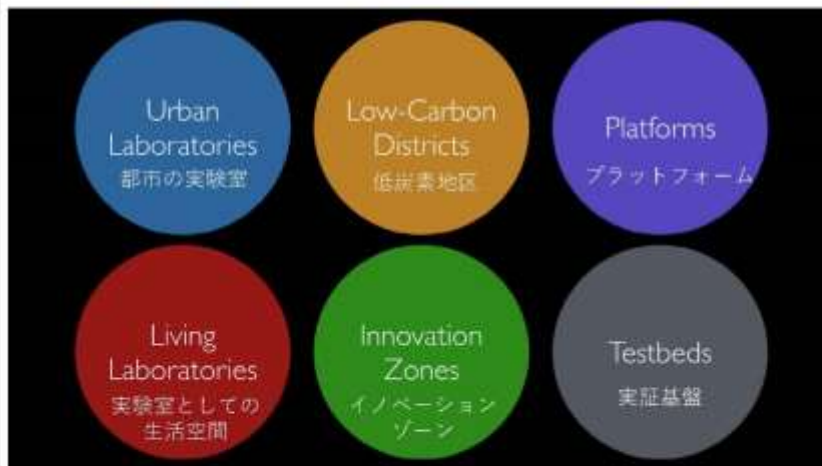 Urban
Laboratories
都市の実験室
Low-Carbon
Districts
低炭素地区
Platforms
プラットフォーム
Living
Laboratories
実験室としての
生活空間
Innovation
Zones
イノベーション
ゾーン
Testbeds
実証基盤